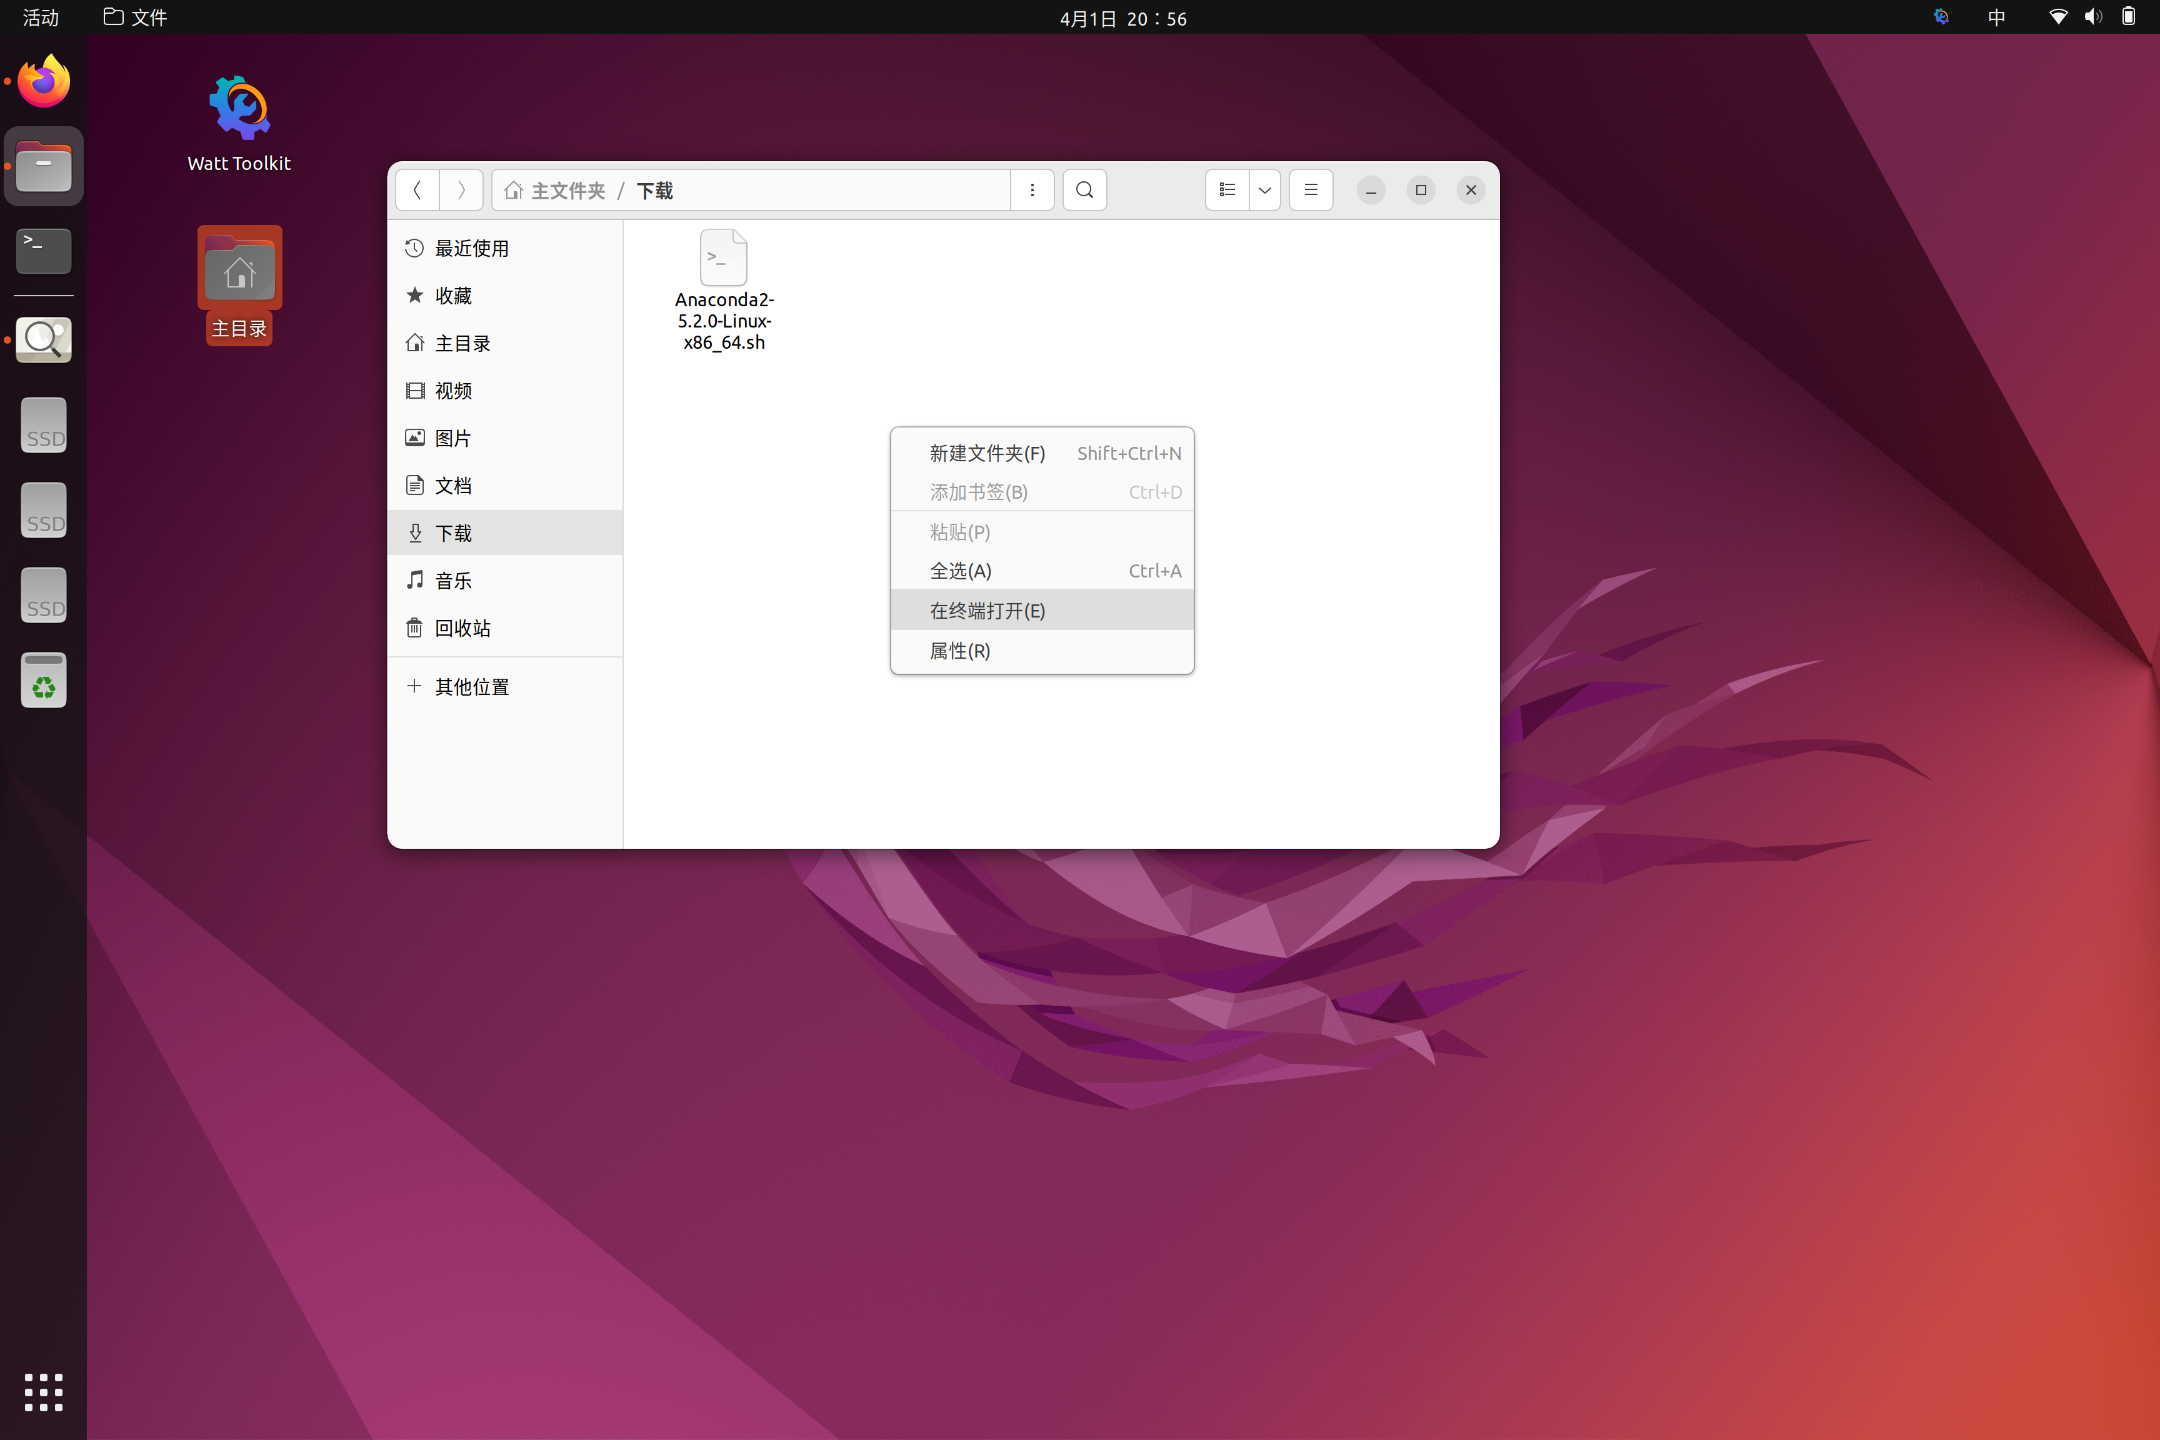 活动 文件 4月1日 20：56 中
Watt Toolkit
主目录
SSD
SSD
SSD
主文件夹 / 下载
最近使用
收藏
主目录
视频
图片
文档
下载
音乐
回收站
其他位置
Anaconda2-
5.2.0-Linux-
x86_64.sh
新建文件夹(F) Shift+Ctrl+N
添加书签(B) Ctrl+D
粘贴(P)
全选(A) Ctrl+A
在终端打开(E)
属性(R)